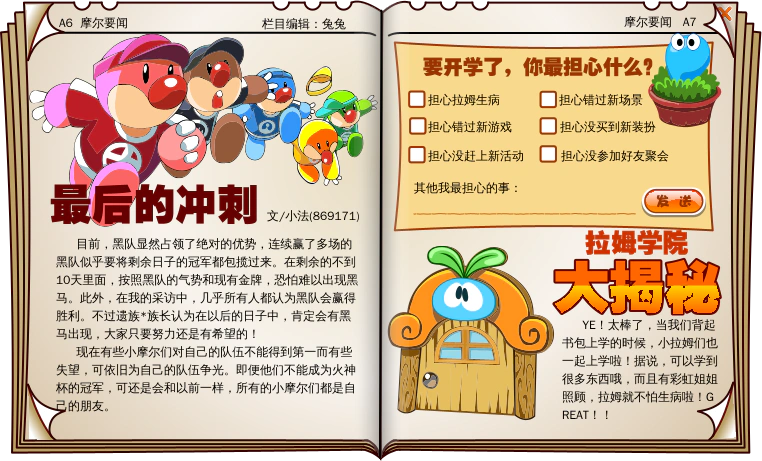 A6 摩尔要闻
栏目编辑：兔兔
最后的冲刺
文/小法(869171)
目前，黑队显然占领了绝对的优势，连续赢了多场的
黑队似乎要将剩余日子的冠军都包揽过来。在剩余的不到
10天里面，按照黑队的气势和现有金牌，恐怕难以出现黑
马。此外，在我的采访中，几乎所有人都认为黑队会赢得
胜利。不过遗族*族长认为在以后的日子中，肯定会有黑
马出现，大家只要努力还是有希望的！
现在有些小摩尔们对自己的队伍不能得到第一而有些
失望，可依旧为自己的队伍争光。即便他们不能成为火神
杯的冠军，可还是会和以前一样，所有的小摩尔们都是自
己的朋友。
摩尔要闻 A7
要开学了，你最担心什么？
担心拉姆生病
担心错过新场景
担心错过新游戏
担心没买到新装扮
担心没赶上新活动
担心没参加好友聚会
其他我最担心的事：
发 送
拉姆学院
大揭秘
YE！太棒了，当我们背起
书包上学的时候，小拉姆们也
一起上学啦！据说，可以学到
很多东西哦，而且有彩虹姐姐
照顾，拉姆就不怕生病啦！G
REAT！！